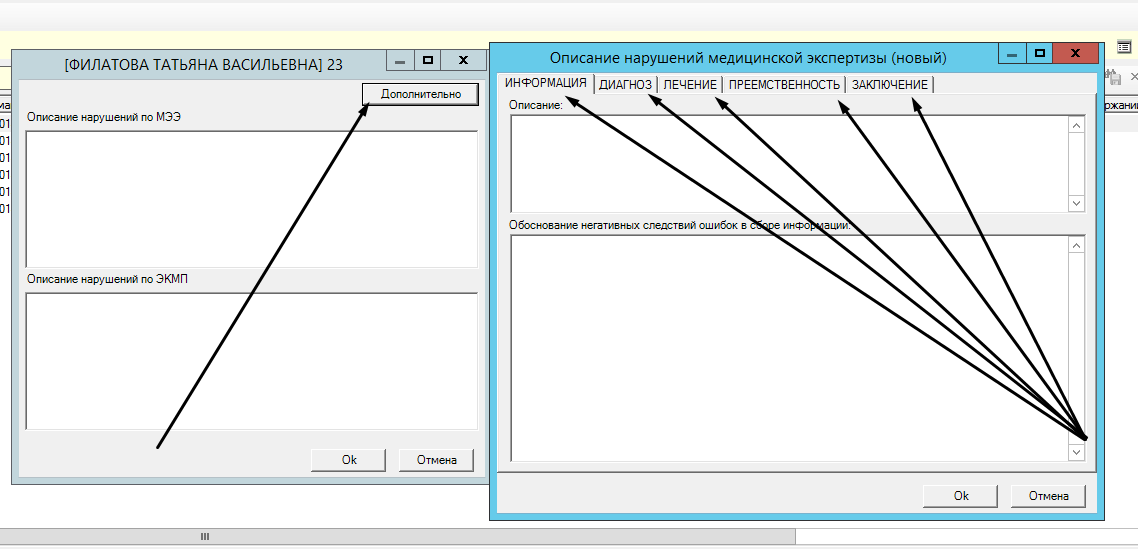 [ФИЛАТОВА ТАТЬЯНА ВАСИЛЬЕВНА] 23
Дополнительно
Описание нарушений по МЭЭ
Описание нарушений по ЭКМП
Ok
Отмена
Описание нарушений медицинской экспертизы (новый)
ИНФОРМАЦИЯ ДИАГНОЗ ЛЕЧЕНИЕ ПРЕЕМСТВЕННОСТЬ ЗАКЛЮЧЕНИЕ
Описание:
Обоснование негативных следствий ошибок в сборе информации:
Ok
Отмена